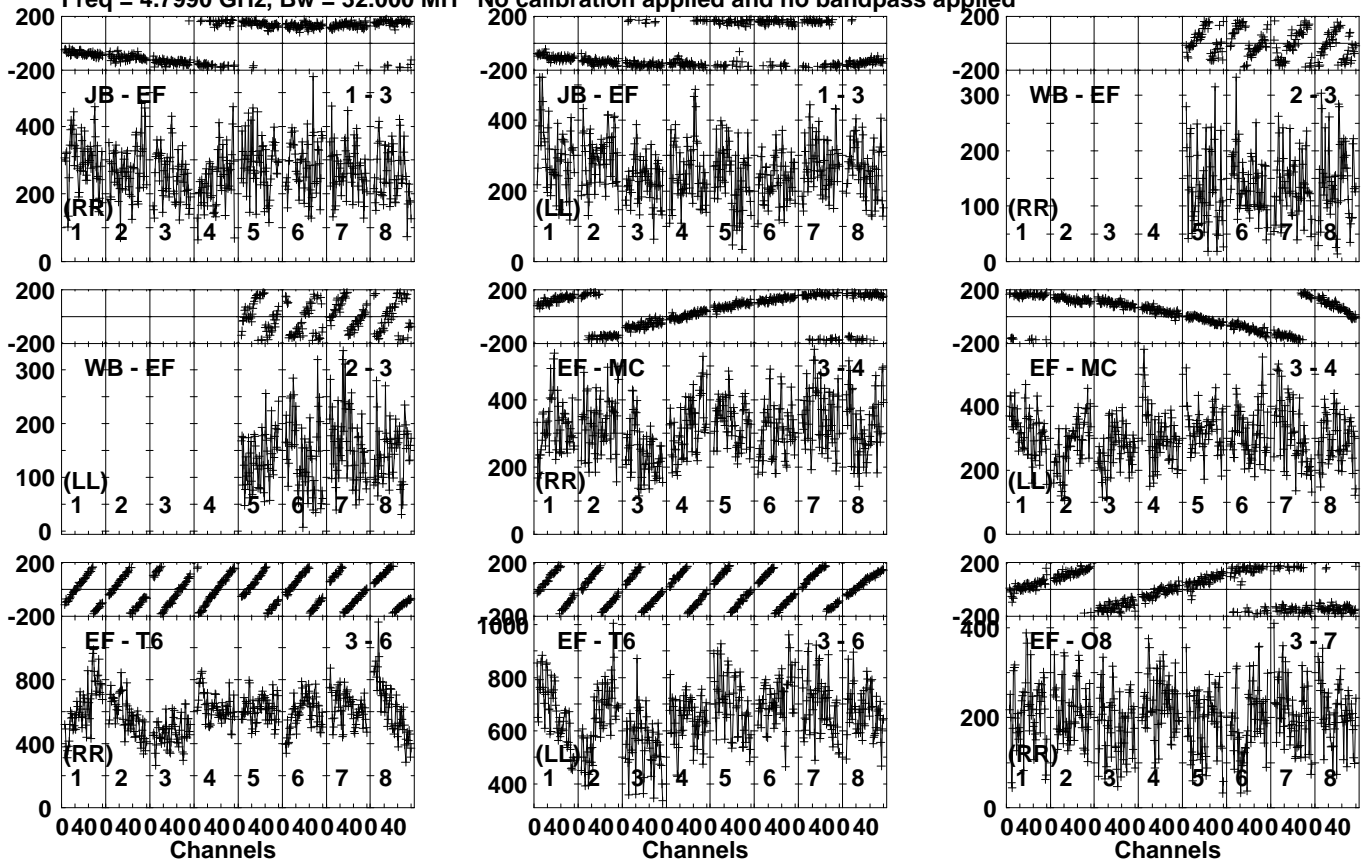 Freq = 4.7990 GHz, Bw = 32.000 MH No calibration applied and no bandpass applied
200 200 200
-200 -200 -200
JB - EF 1 - 3 JB - EF 1 - 3 WB - EF 2 - 3
400 400 300
200 200 200
100
(RR) (LL) (RR)
1 2 3 4 5 6 7 8 1 2 3 4 5 6 7 8 1 2 3 4 5 6 7 8
0 0 0
200 200 200
-200 -200 -200
WB - EF 2 - 3 EF - MC 3 - 4 EF - MC 3 - 4
300 400 400
200 200 200
100
(LL) (RR) (LL)
1 2 3 4 5 6 7 8 1 2 3 4 5 6 7 8 1 2 3 4 5 6 7 8
0 0 0
200 200 200
-200 -200 -200
1000 400
EF - T6 3 - 6 EF - T6 3 - 6 EF - O8 3 - 7
800 800 200
400 600
(RR) (LL) (RR)
1 2 3 4 5 6 7 8 1 2 3 4 5 6 7 8 1 2 3 4 5 6 7 8
0 400 0
0 40 0 40 0 40 0 40 0 40 0 40 0 40 0 40 0 40 0 40 0 40 0 40 0 40 0 40 0 40 0 40 0 40 0 40 0 40 0 40 0 40 0 40 0 40 0 40
Channels Channels Channels